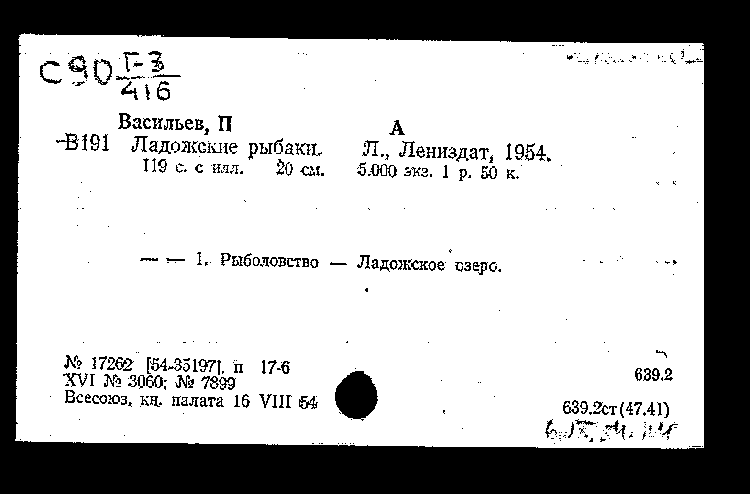 С90 Г-3/416
Васильев, П А
В191 Ладожские рыбаки. Л., Лениздат, 1954.
119 с. с илл. 20 см. 5.000 экз. 1 р. 50 к.
— — 1. Рыболовство — Ладожское озеро.
№ 17262 [54-35197]. п 17-6
639.2
XVI № 3060; № 7899
Всесоюз. кн. палата 16 VIII 54
639.2ст(47.41)